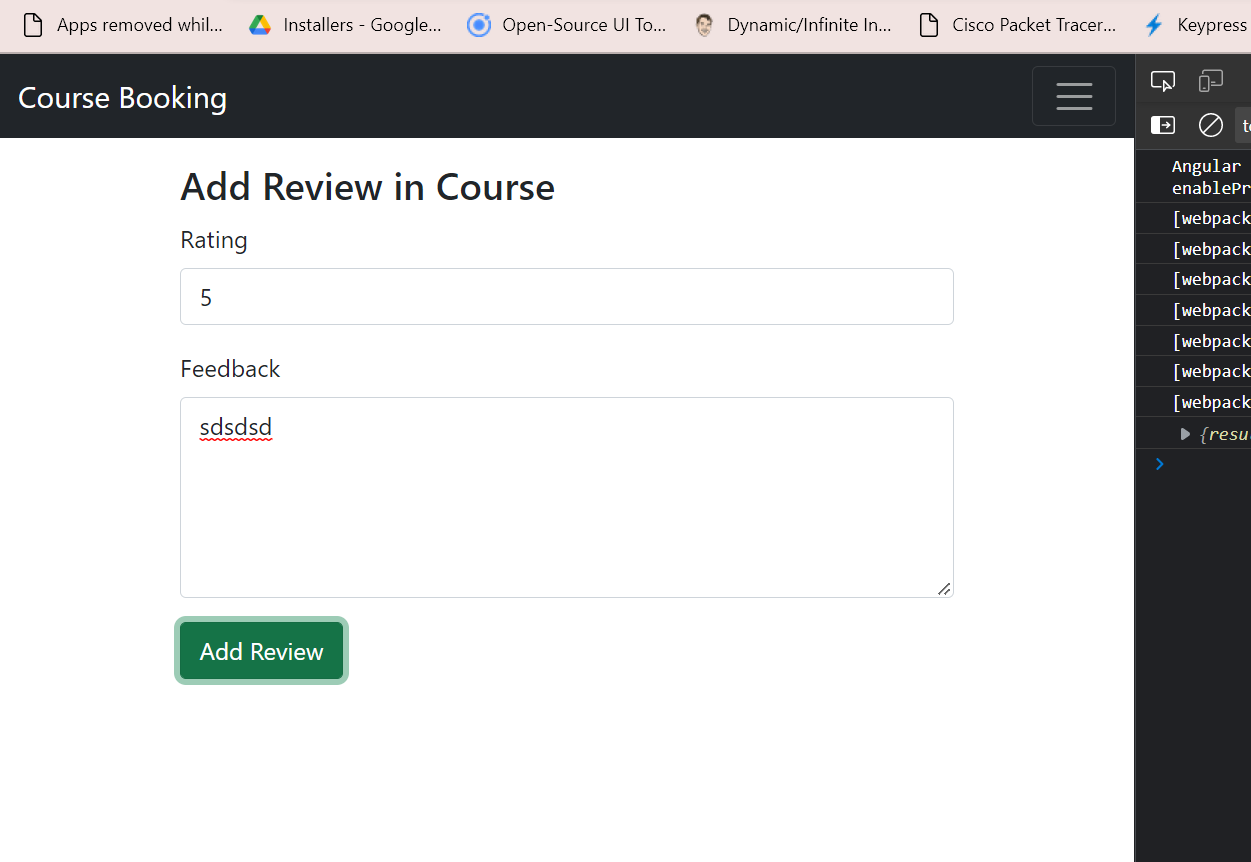 Apps removed whil...
Installers - Google...
Open-Source UI To...
Dynamic/Infinite In...
Cisco Packet Tracer...
Keypress
Course Booking
Add Review in Course
Rating
5
Feedback
sdsdsd
Add Review
Angular
enablePr
[webpack
[webpack
[webpack
[webpack
[webpack
[webpack
[webpack
{resu